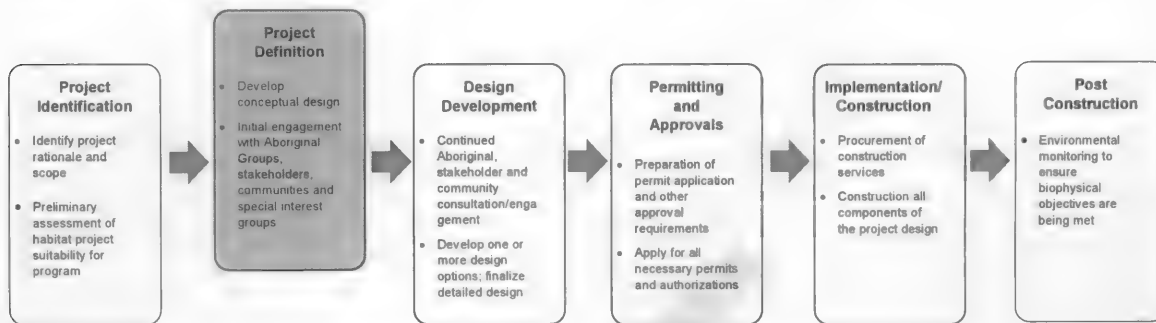 Project
Identification
• Identify project
rationale and
scope
• Preliminary
assessment of
habitat project
suitability for
program
Project
Definition
• Develop
conceptual design
• Initial engagement
with Aboriginal
Groups,
stakeholders,
communities and
special interest
groups
Design
Development
• Continued
Aboriginal,
stakeholder and
community
consultation/enga
gement
• Develop one or
more design
options; finalize
detailed design
Permitting
and
Approvals
• Preparation of
permit application
and other
approval
requirements
• Apply for all
necessary permits
and authorizations
Implementation/
Construction
• Procurement of
construction
services
• Construction all
components of
the project design
Post
Construction
• Environmental
monitoring to
ensure
biophysical
objectives are
being met